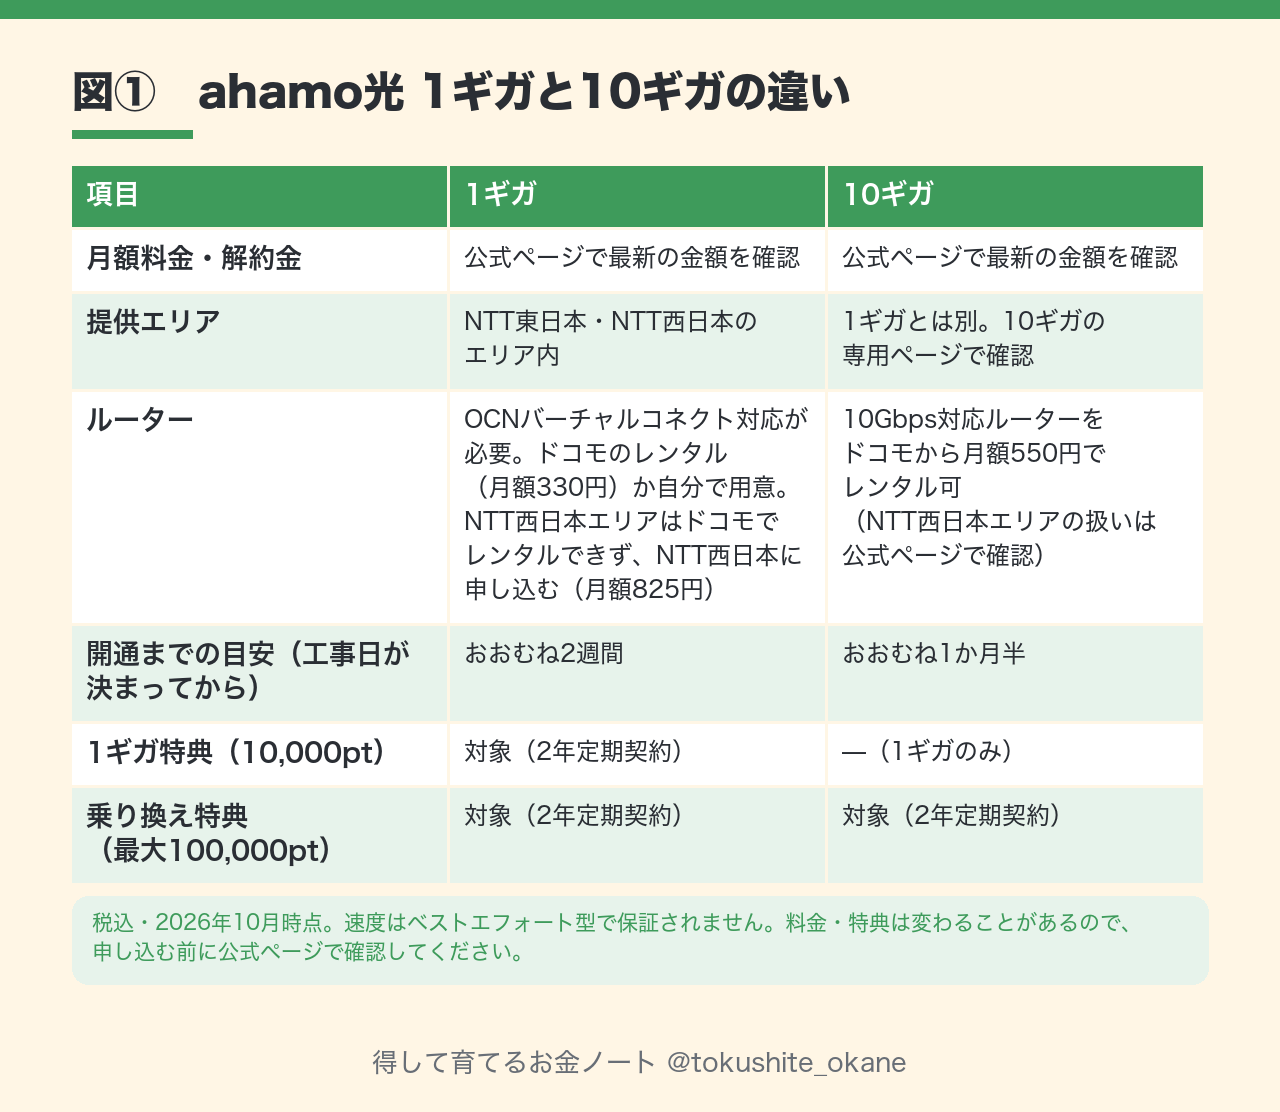 図①　ahamo光 1ギガと10ギガの違い
項目
1ギガ
10ギガ
月額料金・解約金
公式ページで最新の金額を確認
公式ページで最新の金額を確認
提供エリア
NTT東日本・NTT西日本の
エリア内
1ギガとは別。10ギガの
専用ページで確認
ルーター
OCNバーチャルコネクト対応が
必要。ドコモのレンタル
（月額330円）か自分で用意。
NTT西日本エリアはドコモで
レンタルできず、NTT西日本に
申し込む（月額825円）
10Gbps対応ルーターを
ドコモから月額550円で
レンタル可
（NTT西日本エリアの扱いは
公式ページで確認）
開通までの目安（工事日が
決まってから）
おおむね2週間
おおむね1か月半
1ギガ特典（10,000pt）
対象（2年定期契約）
—（1ギガのみ）
乗り換え特典
（最大100,000pt）
対象（2年定期契約）
対象（2年定期契約）
税込・2026年10月時点。速度はベストエフォート型で保証されません。料金・特典は変わることがあるので、
申し込む前に公式ページで確認してください。
得して育てるお金ノート @tokushite_okane